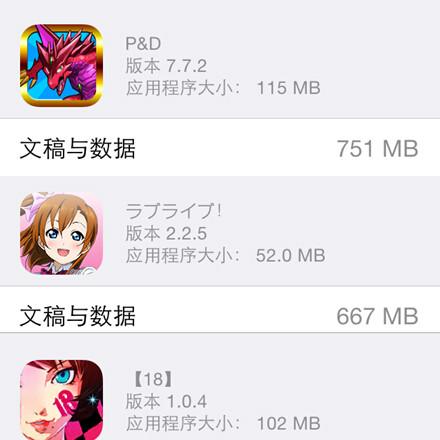 P&D
版本 7.7.2
应用程序大小： 115 MB
文稿与数据 751 MB
ラブライブ！
版本 2.2.5
应用程序大小： 52.0 MB
文稿与数据 667 MB
18
【18】
版本 1.0.4
应用程序大小： 102 MB